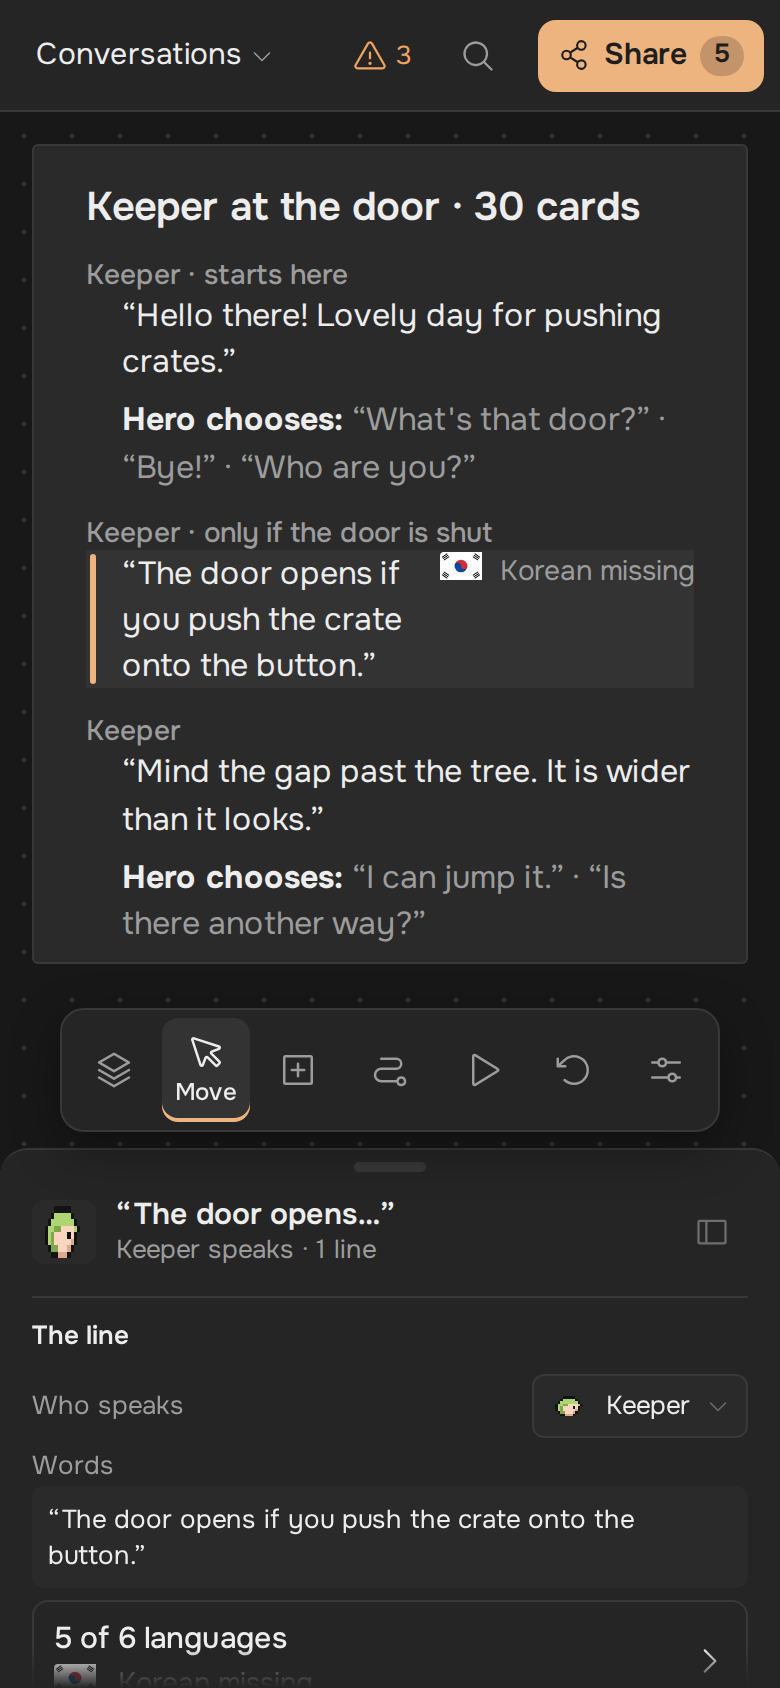 Conversations
3
Share 5
Keeper at the door · 30 cards
Keeper · starts here
“Hello there! Lovely day for pushing
crates.”
Hero chooses: “What's that door?” ·
“Bye!” · “Who are you?”
Keeper · only if the door is shut
“The door opens if
you push the crate
onto the button.”
Korean missing
Keeper
“Mind the gap past the tree. It is wider
than it looks.”
Hero chooses: “I can jump it.” · “Is
there another way?”
Move
“The door opens...”
Keeper speaks · 1 line
The line
Who speaks
Keeper
Words
“The door opens if you push the crate onto the
button.”
5 of 6 languages
Korean missing